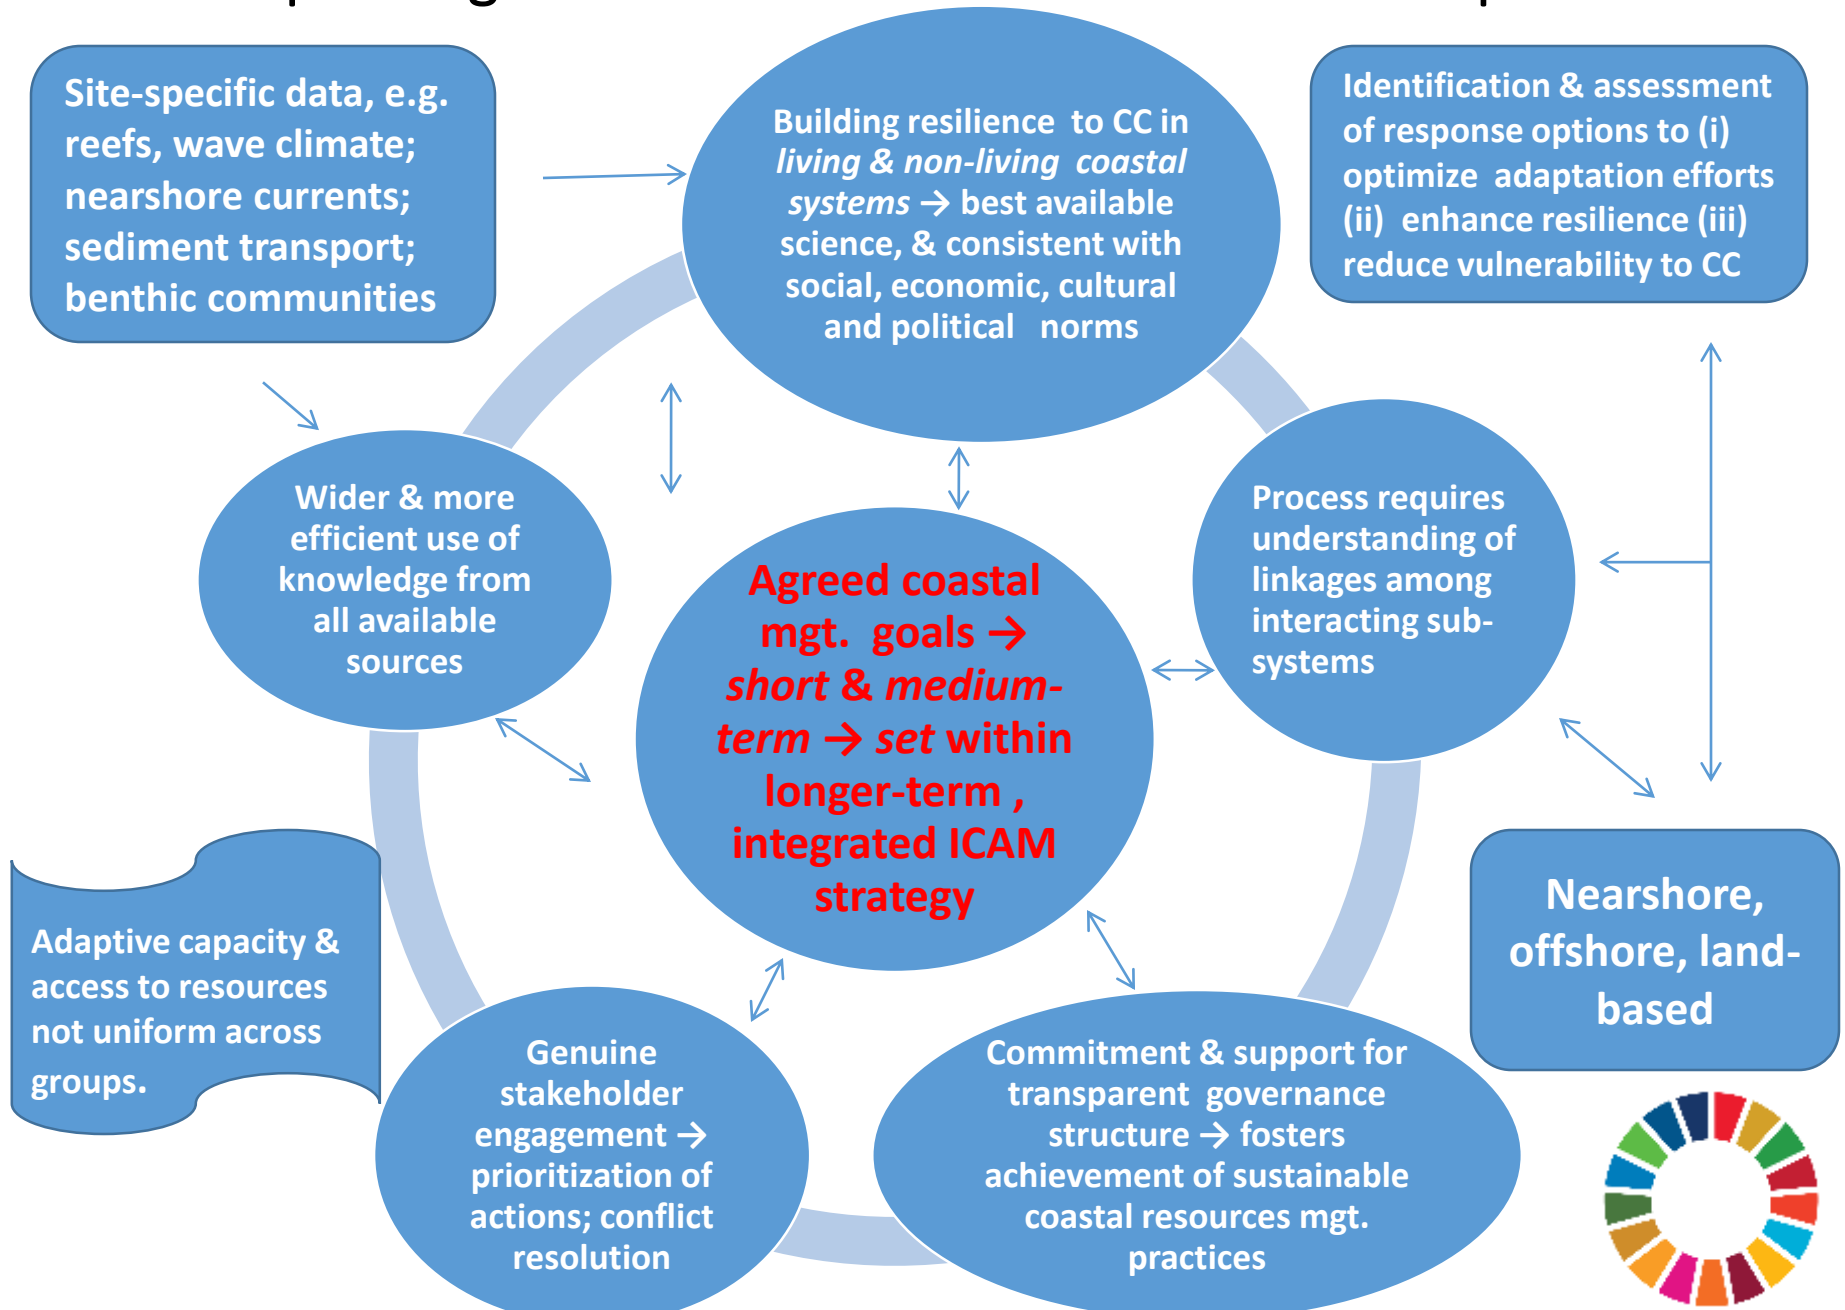 Site-specific data, e.g.
reefs, wave climate;
nearshore currents;
sediment transport;
benthic communities
Building resilience to CC in
living & non-living coastal
systems → best available
science, & consistent with
social, economic, cultural
and political norms
Identification & assessment
of response options to (i)
optimize adaptation efforts
(ii) enhance resilience (iii)
reduce vulnerability to CC
Wider & more
efficient use of
knowledge from
all available
sources
Agreed coastal
mgt. goals →
short & medium-
term → set within
longer-term ,
integrated ICAM
strategy
Process requires
understanding of
linkages among
interacting sub-
systems
Adaptive capacity &
access to resources
not uniform across
groups.
Genuine
stakeholder
engagement →
prioritization of
actions; conflict
resolution
Commitment & support for
transparent governance
structure → fosters
achievement of sustainable
coastal resources mgt.
practices
Nearshore,
offshore, land-
based